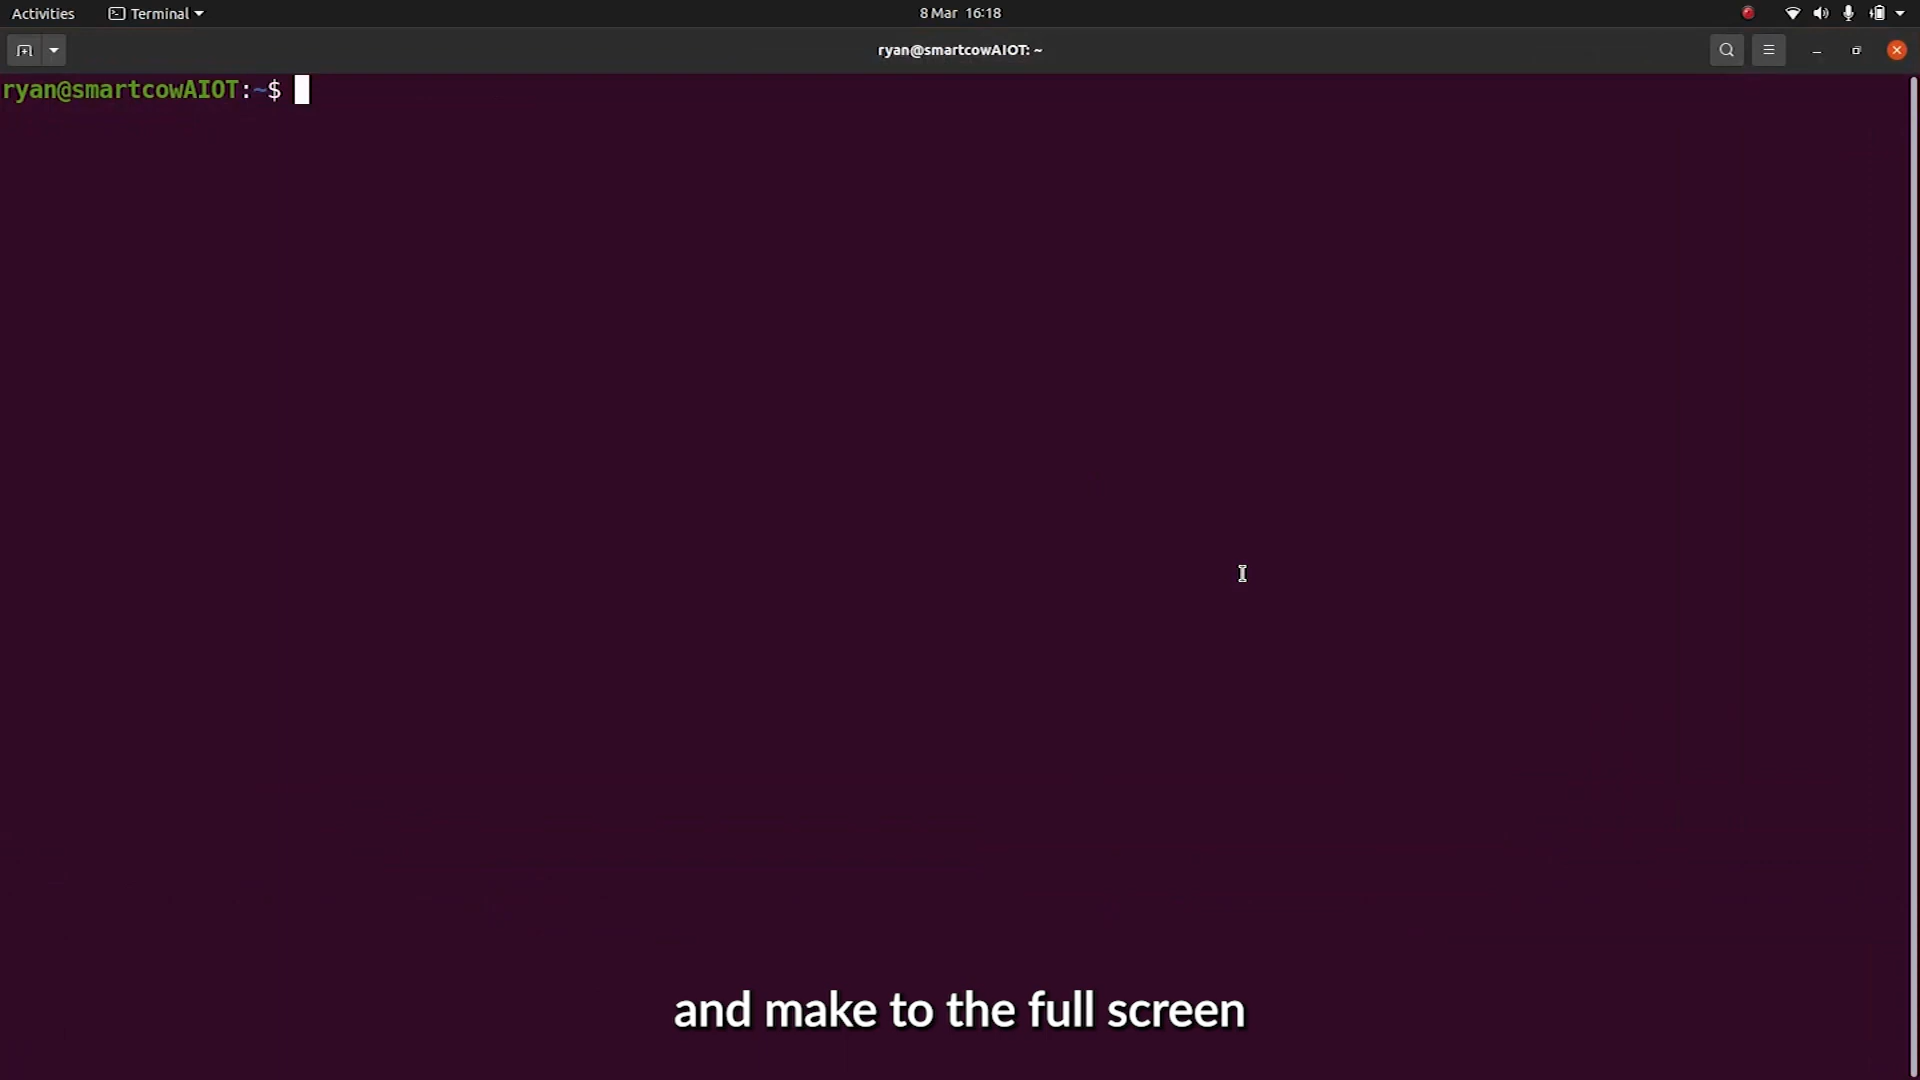 Activities Terminal 8 Mar 16:18
ryan@smartcowAIOT: ~
ryan@smartcowAIOT:~$
and make to the full screen